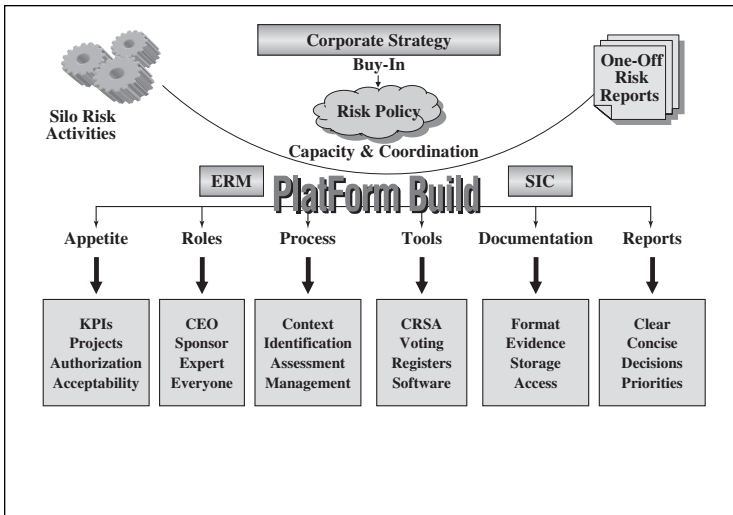 Corporate Strategy
Buy-In
Risk Policy
Silo Risk
Activities
One-Off
Risk
Reports
Capacity & Coordination
ERM
PlatForm Build
SIC
Appetite
Roles
Process
Tools
Documentation
Reports
KPIs
Projects
Authorization
Acceptability
CEO
Sponsor
Expert
Everyone
Context
Identification
Assessment
Management
CRSA
Voting
Registers
Software
Format
Evidence
Storage
Access
Clear
Concise
Decisions
Priorities